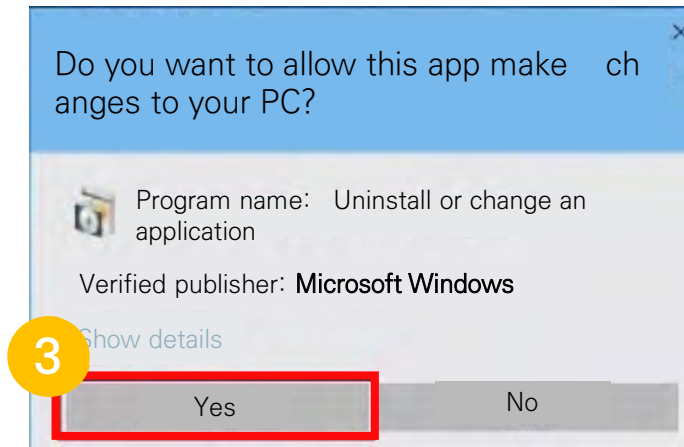 Do you want to allow this app make ch
anges to your PC?
Program name: Uninstall or change an
application
Verified publisher: Microsoft Windows
Show details
3
Yes
No